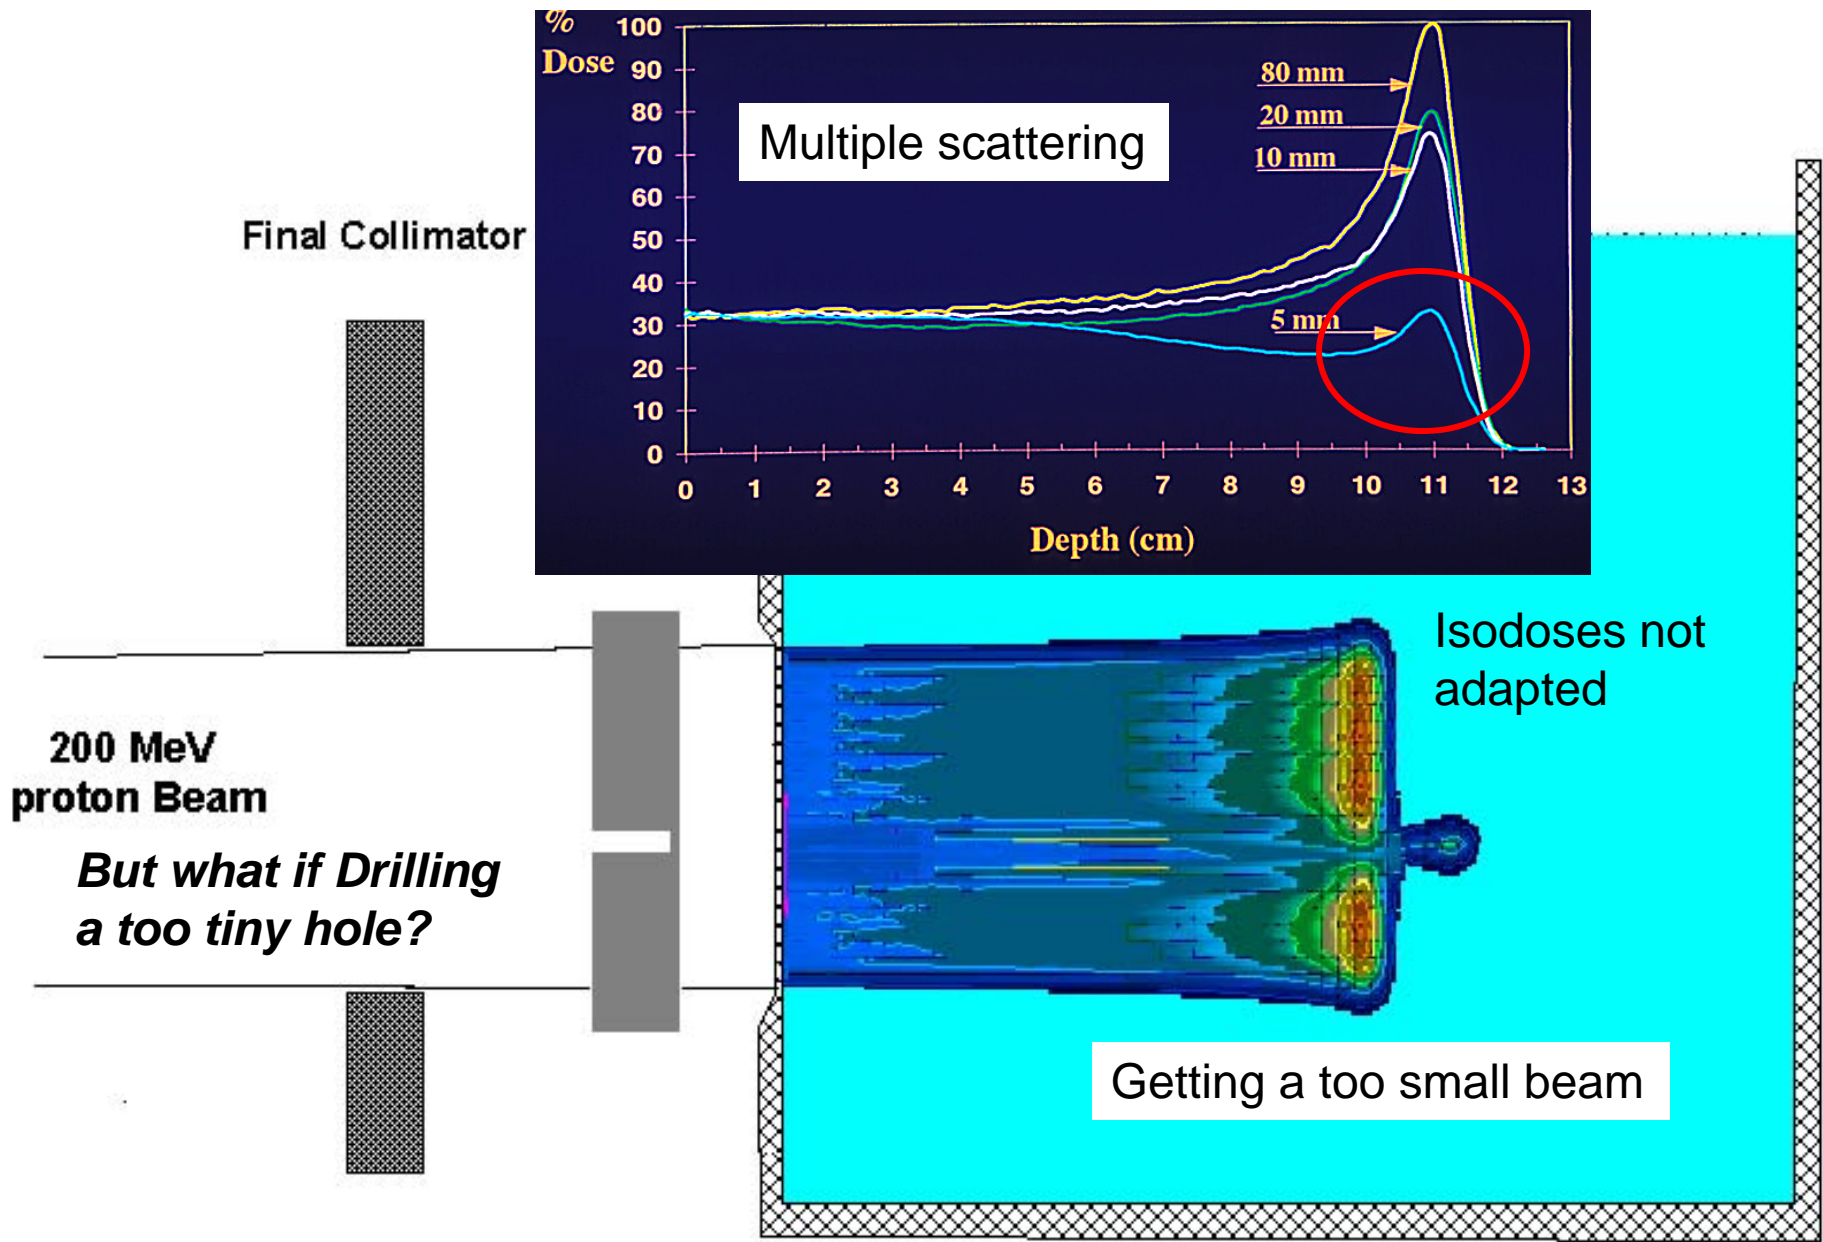 %
Dose
100
90
80
70
60
50
40
30
20
10
0
Multiple scattering
80 mm
20 mm
10 mm
5 mm
0 1 2 3 4 5 6 7 8 9 10 11 12 13
Depth (cm)
Final Collimator
Isodoses not
adapted
200 MeV
proton Beam
But what if Drilling
a too tiny hole?
Getting a too small beam